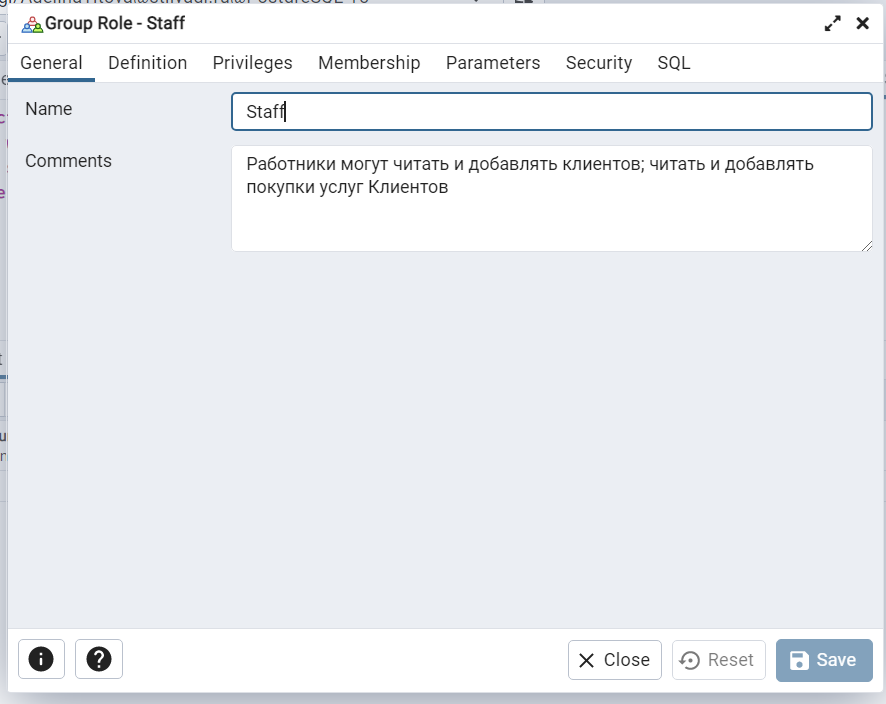 Group Role - Staff
General Definition Privileges Membership Parameters Security SQL
Name
Staff
Comments
Работники могут читать и добавлять клиентов; читать и добавлять
покупки услуг Клиентов
Close Reset Save